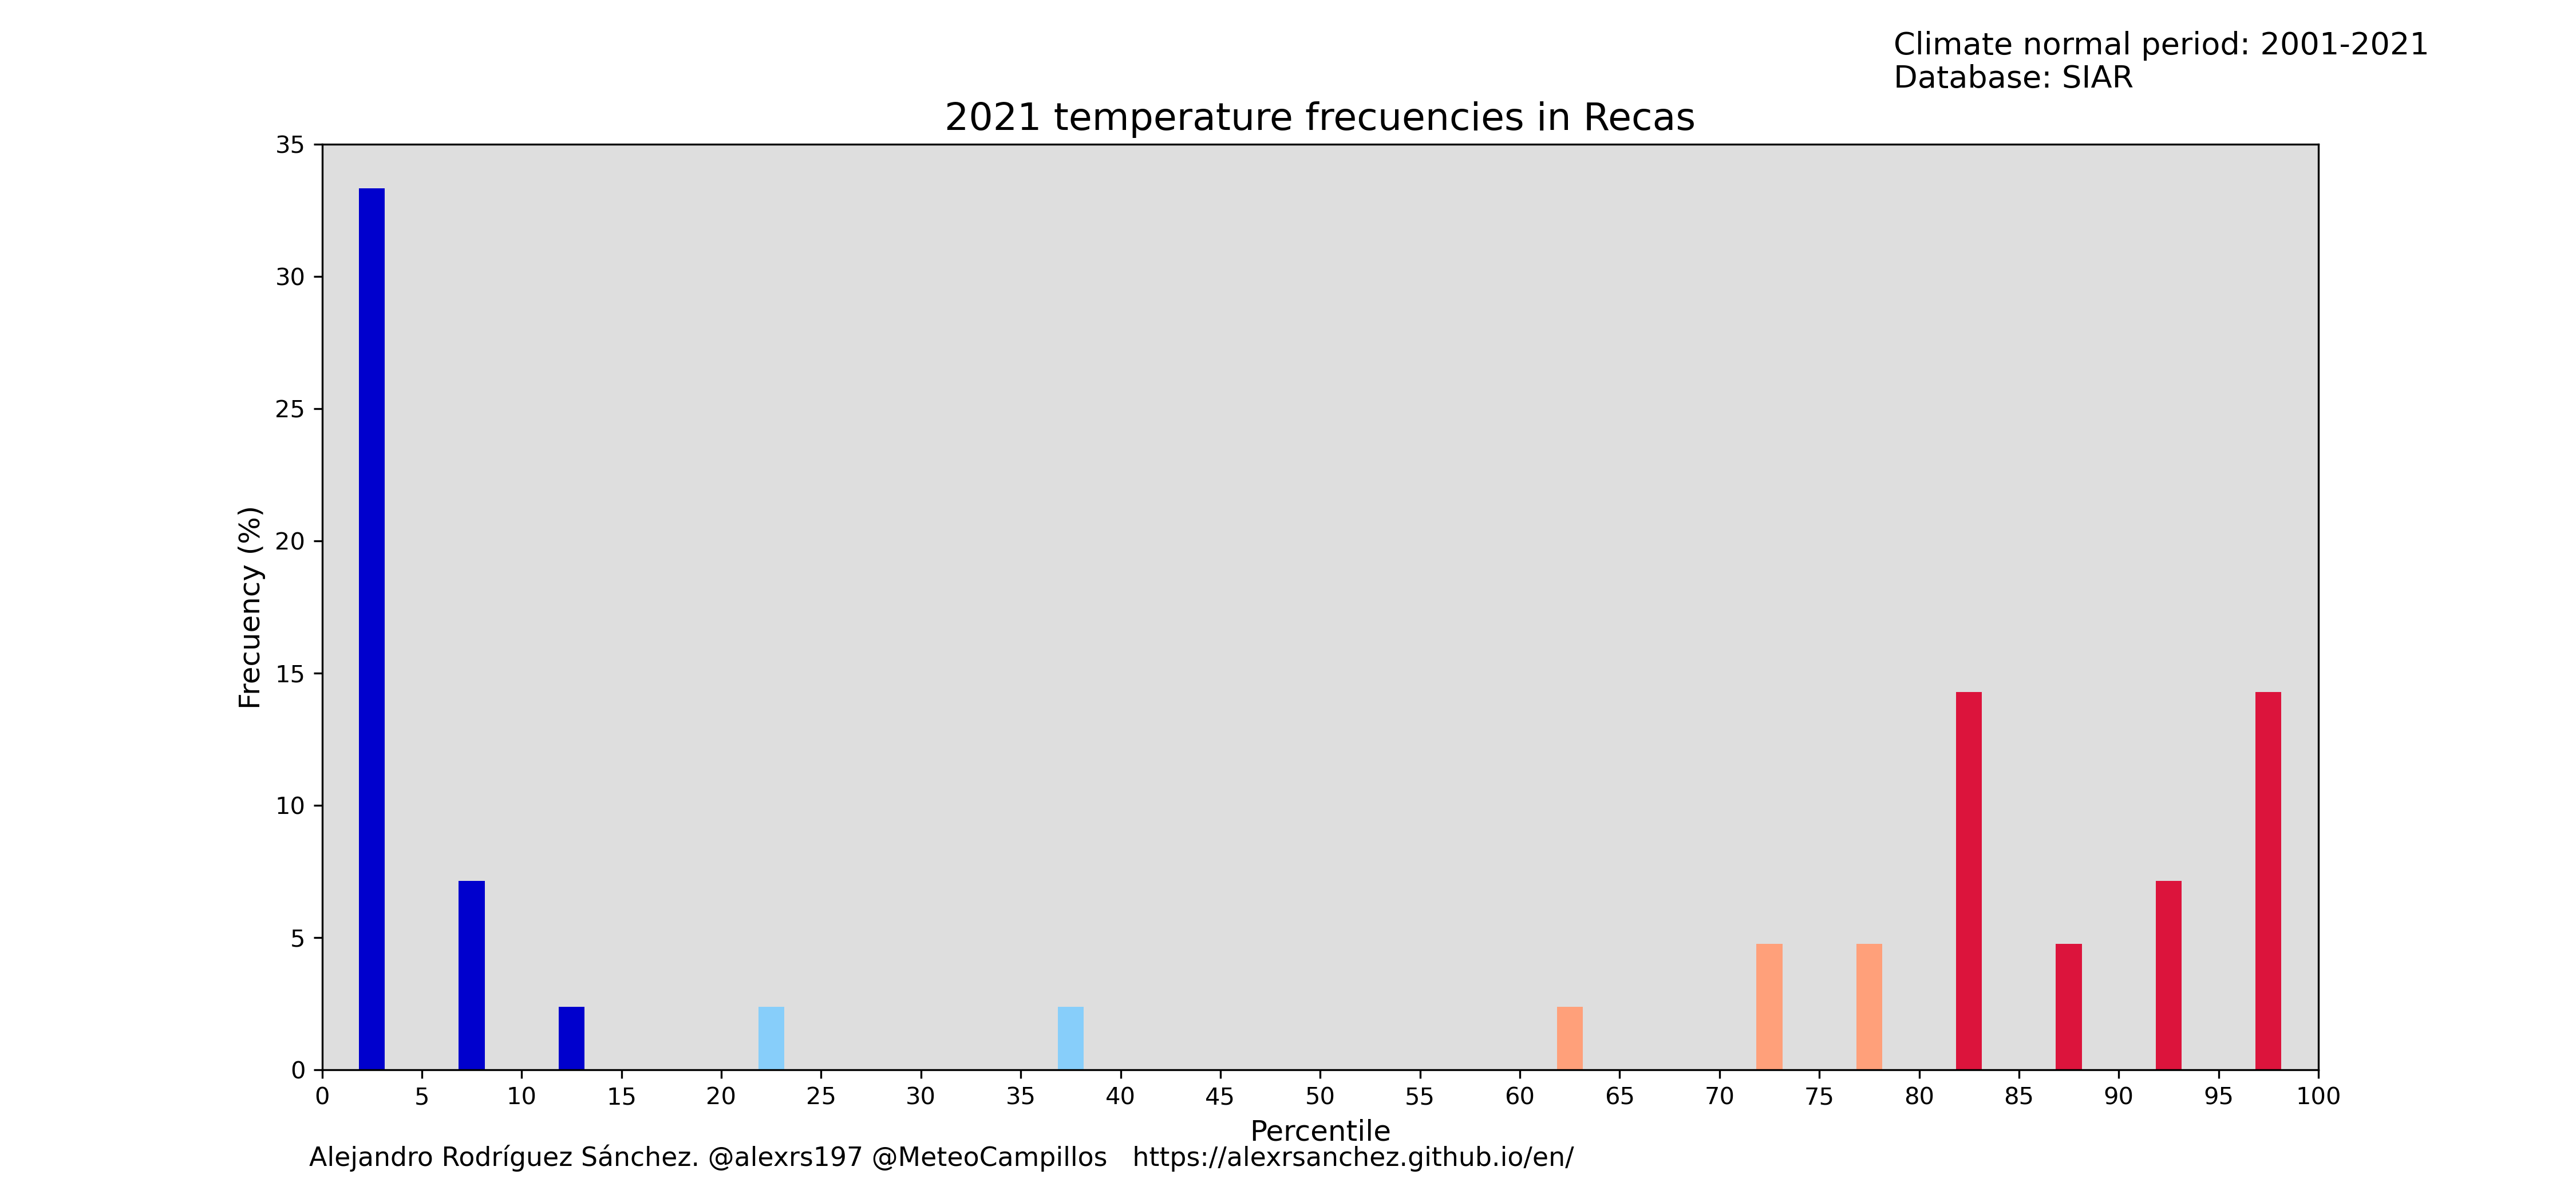 Climate normal period: 2001-2021
Database: SIAR
2021 temperature frecuencies in Recas
35
30
25
20
15
10
5
0
Frecuency (%)
0 5 10 15 20 25 30 35 40 45 50 55 60 65 70 75 80 85 90 95 100
Percentile
Alejandro Rodríguez Sánchez. @alexrs197 @MeteoCampillos https://alexrsanchez.github.io/en/